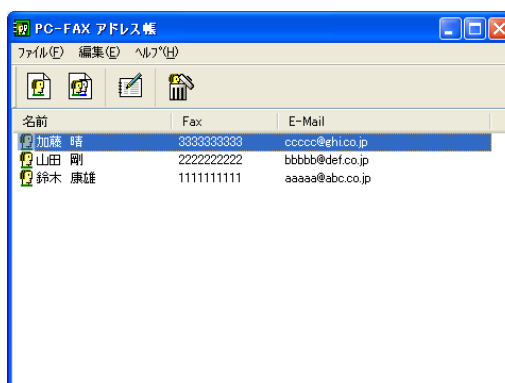 PC-FAX アドレス帳
ファイル(F) 編集(E) ヘルプ(H)
名前 Fax E-Mail
加藤 晴 3333333333 ccccc@ghi.co.jp
山田 剛 2222222222 bbbbb@def.co.jp
鈴木 康雄 1111111111 aaaaa@abc.co.jp